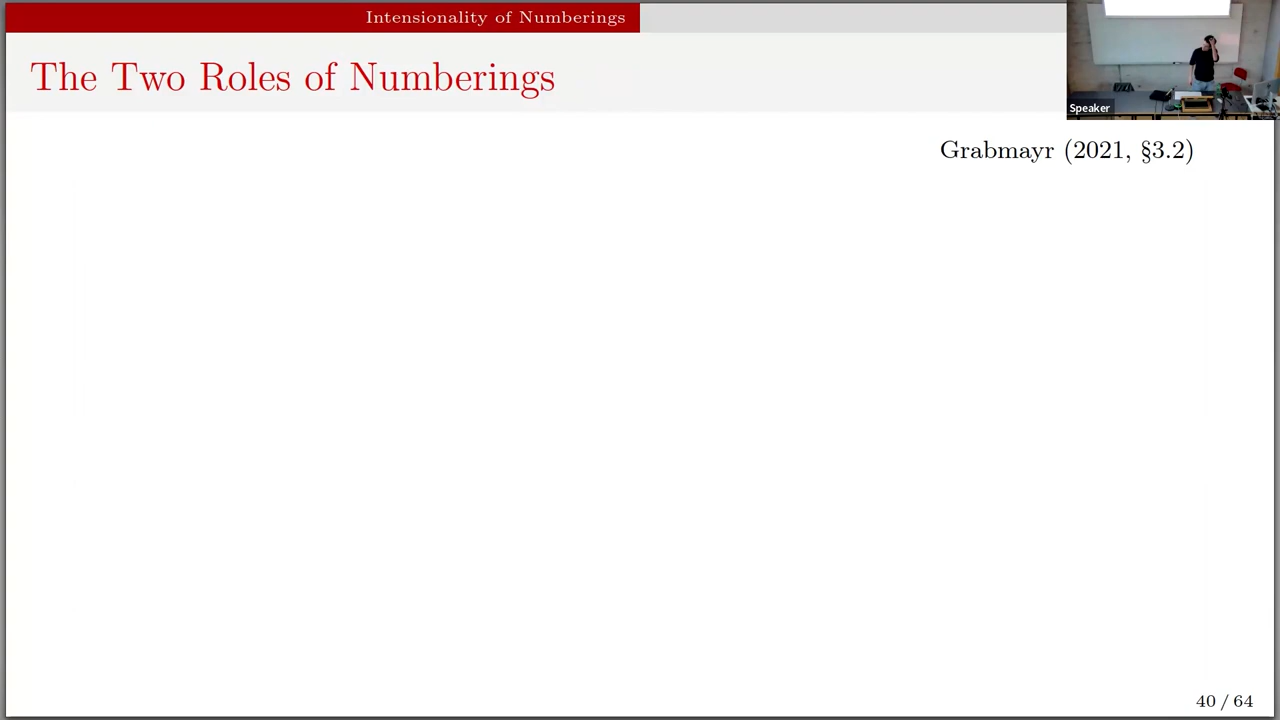 Intensionality of Numberings
The Two Roles of Numberings
Speaker
Grabmayr (2021, §3.2)
40 / 64